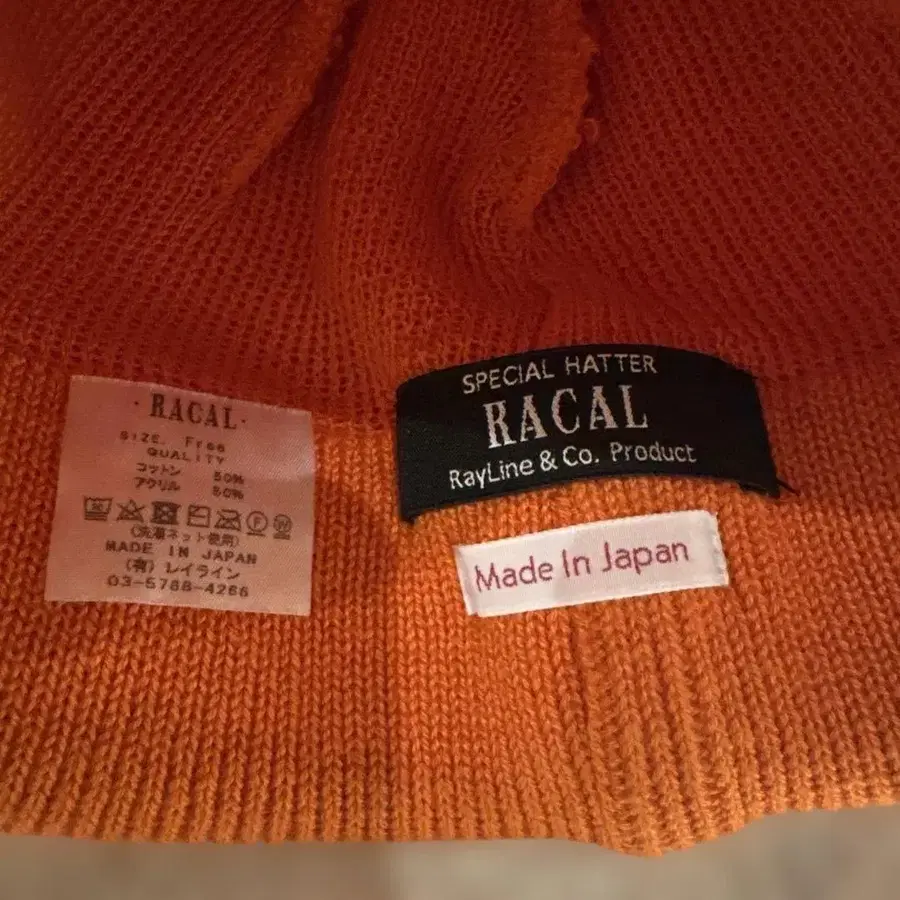 · RACAL ·
SIZE. Free
QUALITY
コットン 50%
アクリル 50%
(洗濯ネット使用)
MADE IN JAPAN
(有)レイライン
03-5788-4266
SPECIAL HATTER
RACAL
RayLine & Co. Product
Made In Japan